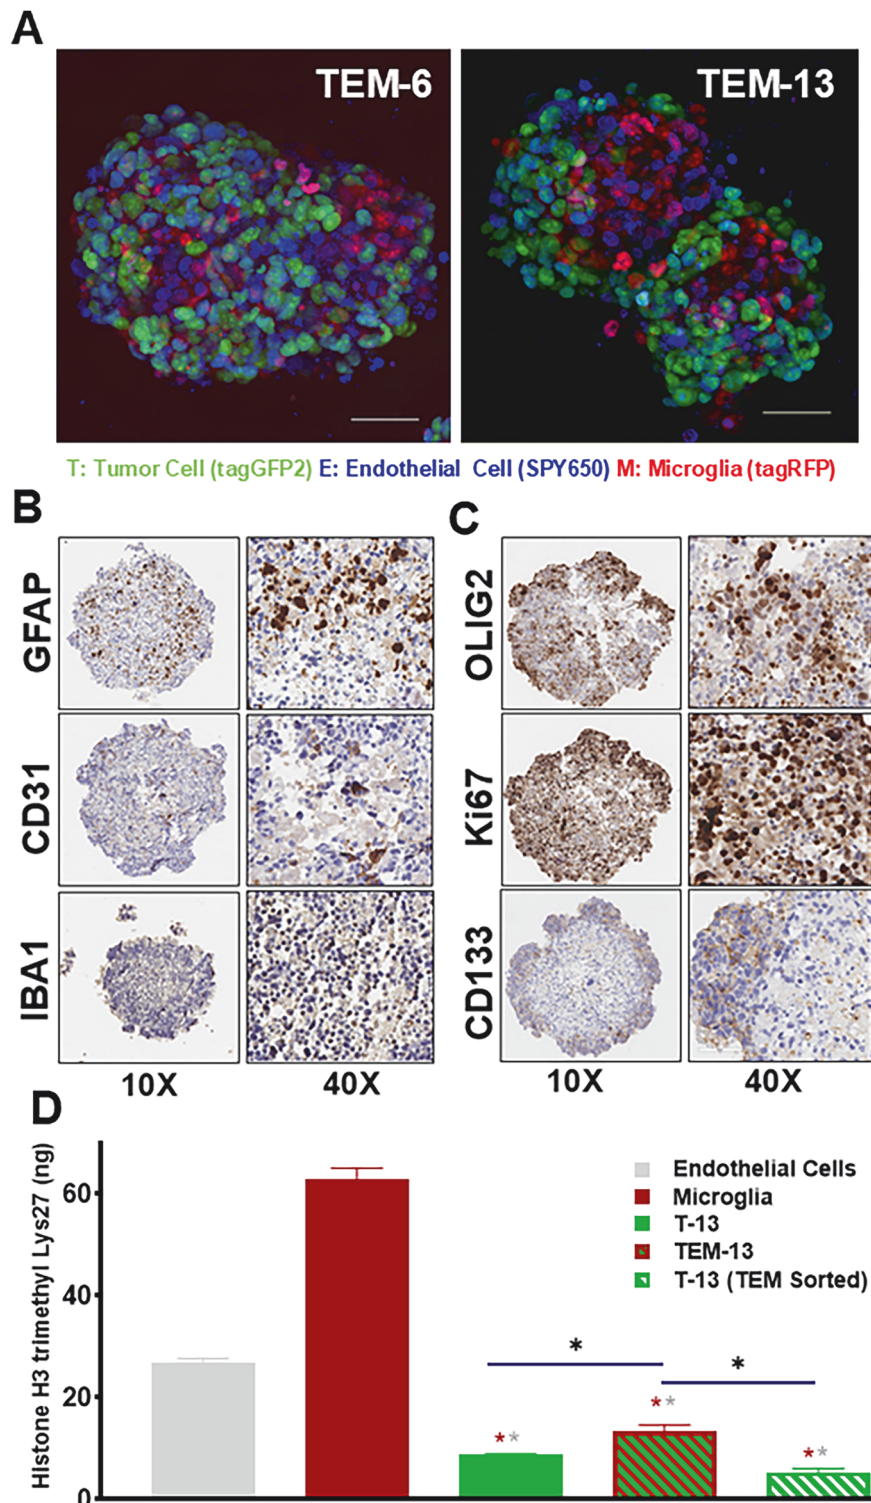 A
TEM-6
TEM-13
T: Tumor Cell (tagGFP2) E: Endothelial Cell (SPY650) M: Microglia (tagRFP)
B
C
GFAP
OLIG2
CD31
Ki67
IBA1
CD133
10X
40X
10X
40X
D
Histone H3 trimethyl Lys27 (ng)
60
40
20
0
Endothelial Cells
Microglia
T-13
TEM-13
T-13 (TEM Sorted)
*
*
* *
* *
* *